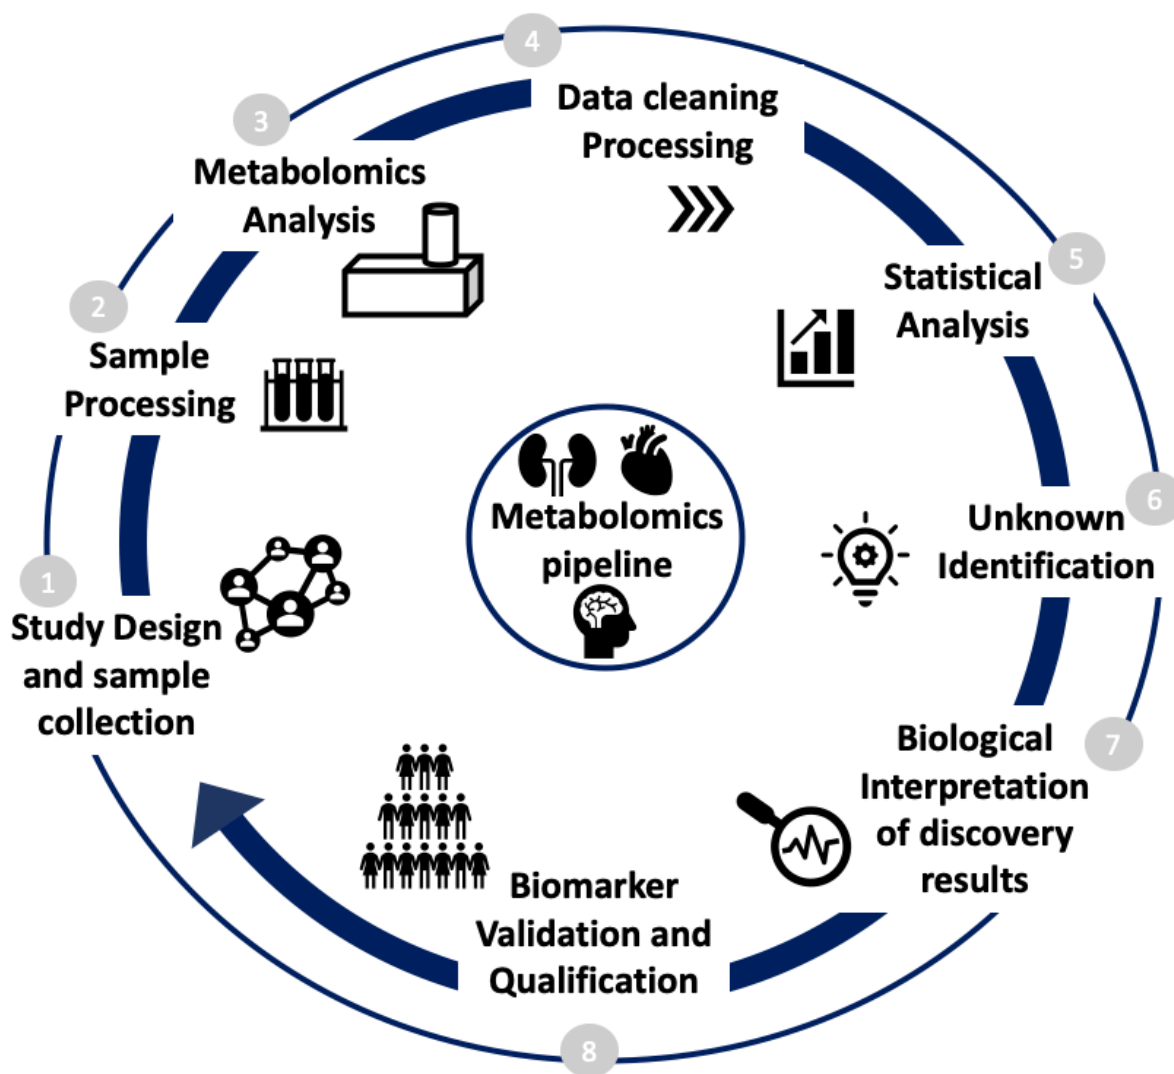 1
Study Design
and sample
collection
2
Sample
Processing
3
Metabolomics
Analysis
4
Data cleaning
Processing
5
Statistical
Analysis
6
Unknown
Identification
7
Biological
Interpretation
of discovery
results
8
Biomarker
Validation and
Qualification
Metabolomics
pipeline